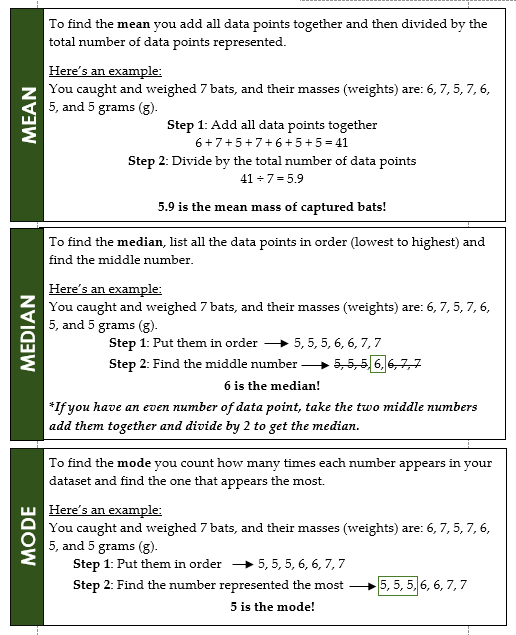 MEAN
To find the mean you add all data points together and then divided by the
total number of data points represented.
Here's an example:
You caught and weighed 7 bats, and their masses (weights) are: 6, 7, 5, 7, 6,
5, and 5 grams (g).
Step 1: Add all data points together
6 + 7 + 5 + 7 + 6 + 5 + 5 = 41
Step 2: Divide by the total number of data points
41 ÷ 7 = 5.9
5.9 is the mean mass of captured bats!
MEDIAN
To find the median, list all the data points in order (lowest to highest) and
find the middle number.
Here's an example:
You caught and weighed 7 bats, and their masses (weights) are: 6, 7, 5, 7, 6,
5, and 5 grams (g).
Step 1: Put them in order → 5, 5, 5, 6, 6, 7, 7
Step 2: Find the middle number → 5, 5, 5, 6, 6, 7, 7
6 is the median!
*If you have an even number of data point, take the two middle numbers
add them together and divide by 2 to get the median.
MODE
To find the mode you count how many times each number appears in your
dataset and find the one that appears the most.
Here's an example:
You caught and weighed 7 bats, and their masses (weights) are: 6, 7, 5, 7, 6,
5, and 5 grams (g).
Step 1: Put them in order → 5, 5, 5, 6, 6, 7, 7
Step 2: Find the number represented the most → 5, 5, 5, 6, 6, 7, 7
5 is the mode!